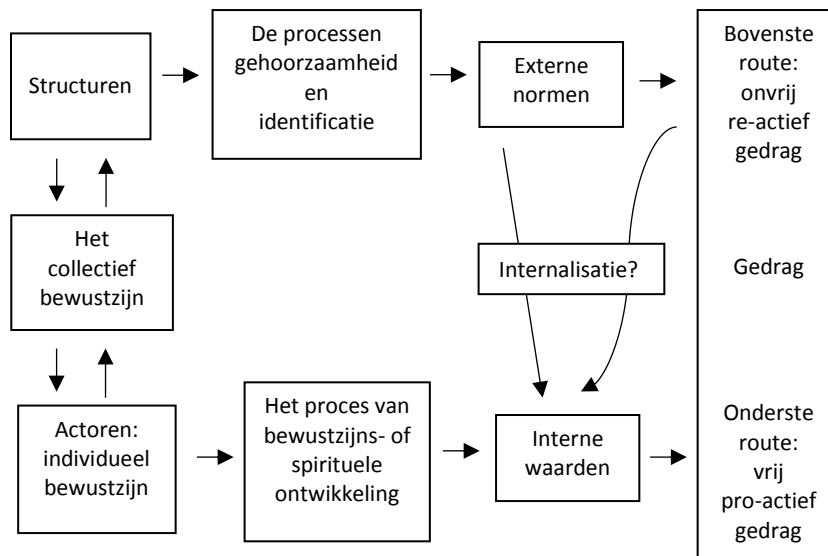 Structuren
De processen
gehoorzaamheid
en
identificatie
Externe
normen
Bovenste
route:
onvrij
re-actief
gedrag
Het
collectief
bewustzijn
Internalisatie?
Gedrag
Actoren:
individueel
bewustzijn
Het proces van
bewustzijns- of
spirituele
ontwikkeling
Interne
waarden
Onderste
route:
vrij
pro-actief
gedrag